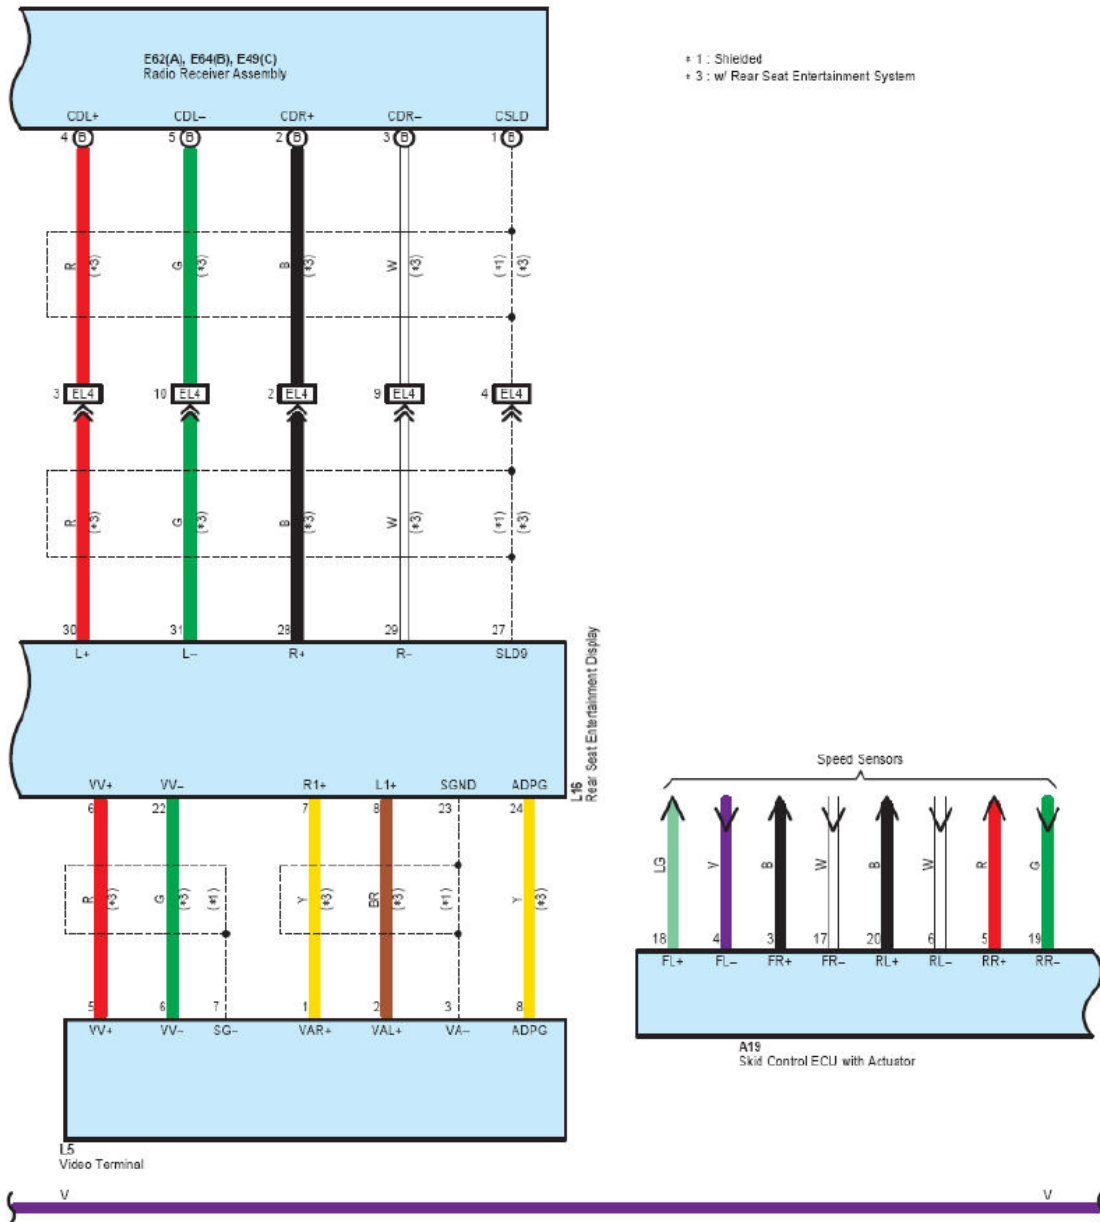 E62(A), E64(B), E49(C)
Radio Receiver Assembly
* 1 : Shielded
* 3 : w/ Rear Seat Entertainment System
CDL+ CDL– CDR+ CDR– CSLD
4 B 5 B 2 B 3 B 1 B
R (*3) G (*3) B (*3) W (*3) (*1) (*3)
3 EL4 10 EL4 2 EL4 9 EL4 4 EL4
R (*3) G (*3) B (*3) W (*3) (*1) (*3)
30 31 28 29 27
L+ L– R+ R– SLD9
L16
Rear Seat Entertainment Display
VV+ VV– R1+ L1+ SGND ADPG
6 22 7 8 23 24
R (*3) G (*3) (*1) Y (*3) BR (*3) (*1) Y (*3)
5 6 7 1 2 3 8
VV+ VV– SG– VAR+ VAL+ VA– ADPG
L5
Video Terminal
Speed Sensors
LG V B W B W R G
18 4 3 17 20 6 5 19
FL+ FL– FR+ FR– RL+ RL– RR+ RR–
A19
Skid Control ECU with Actuator
V V